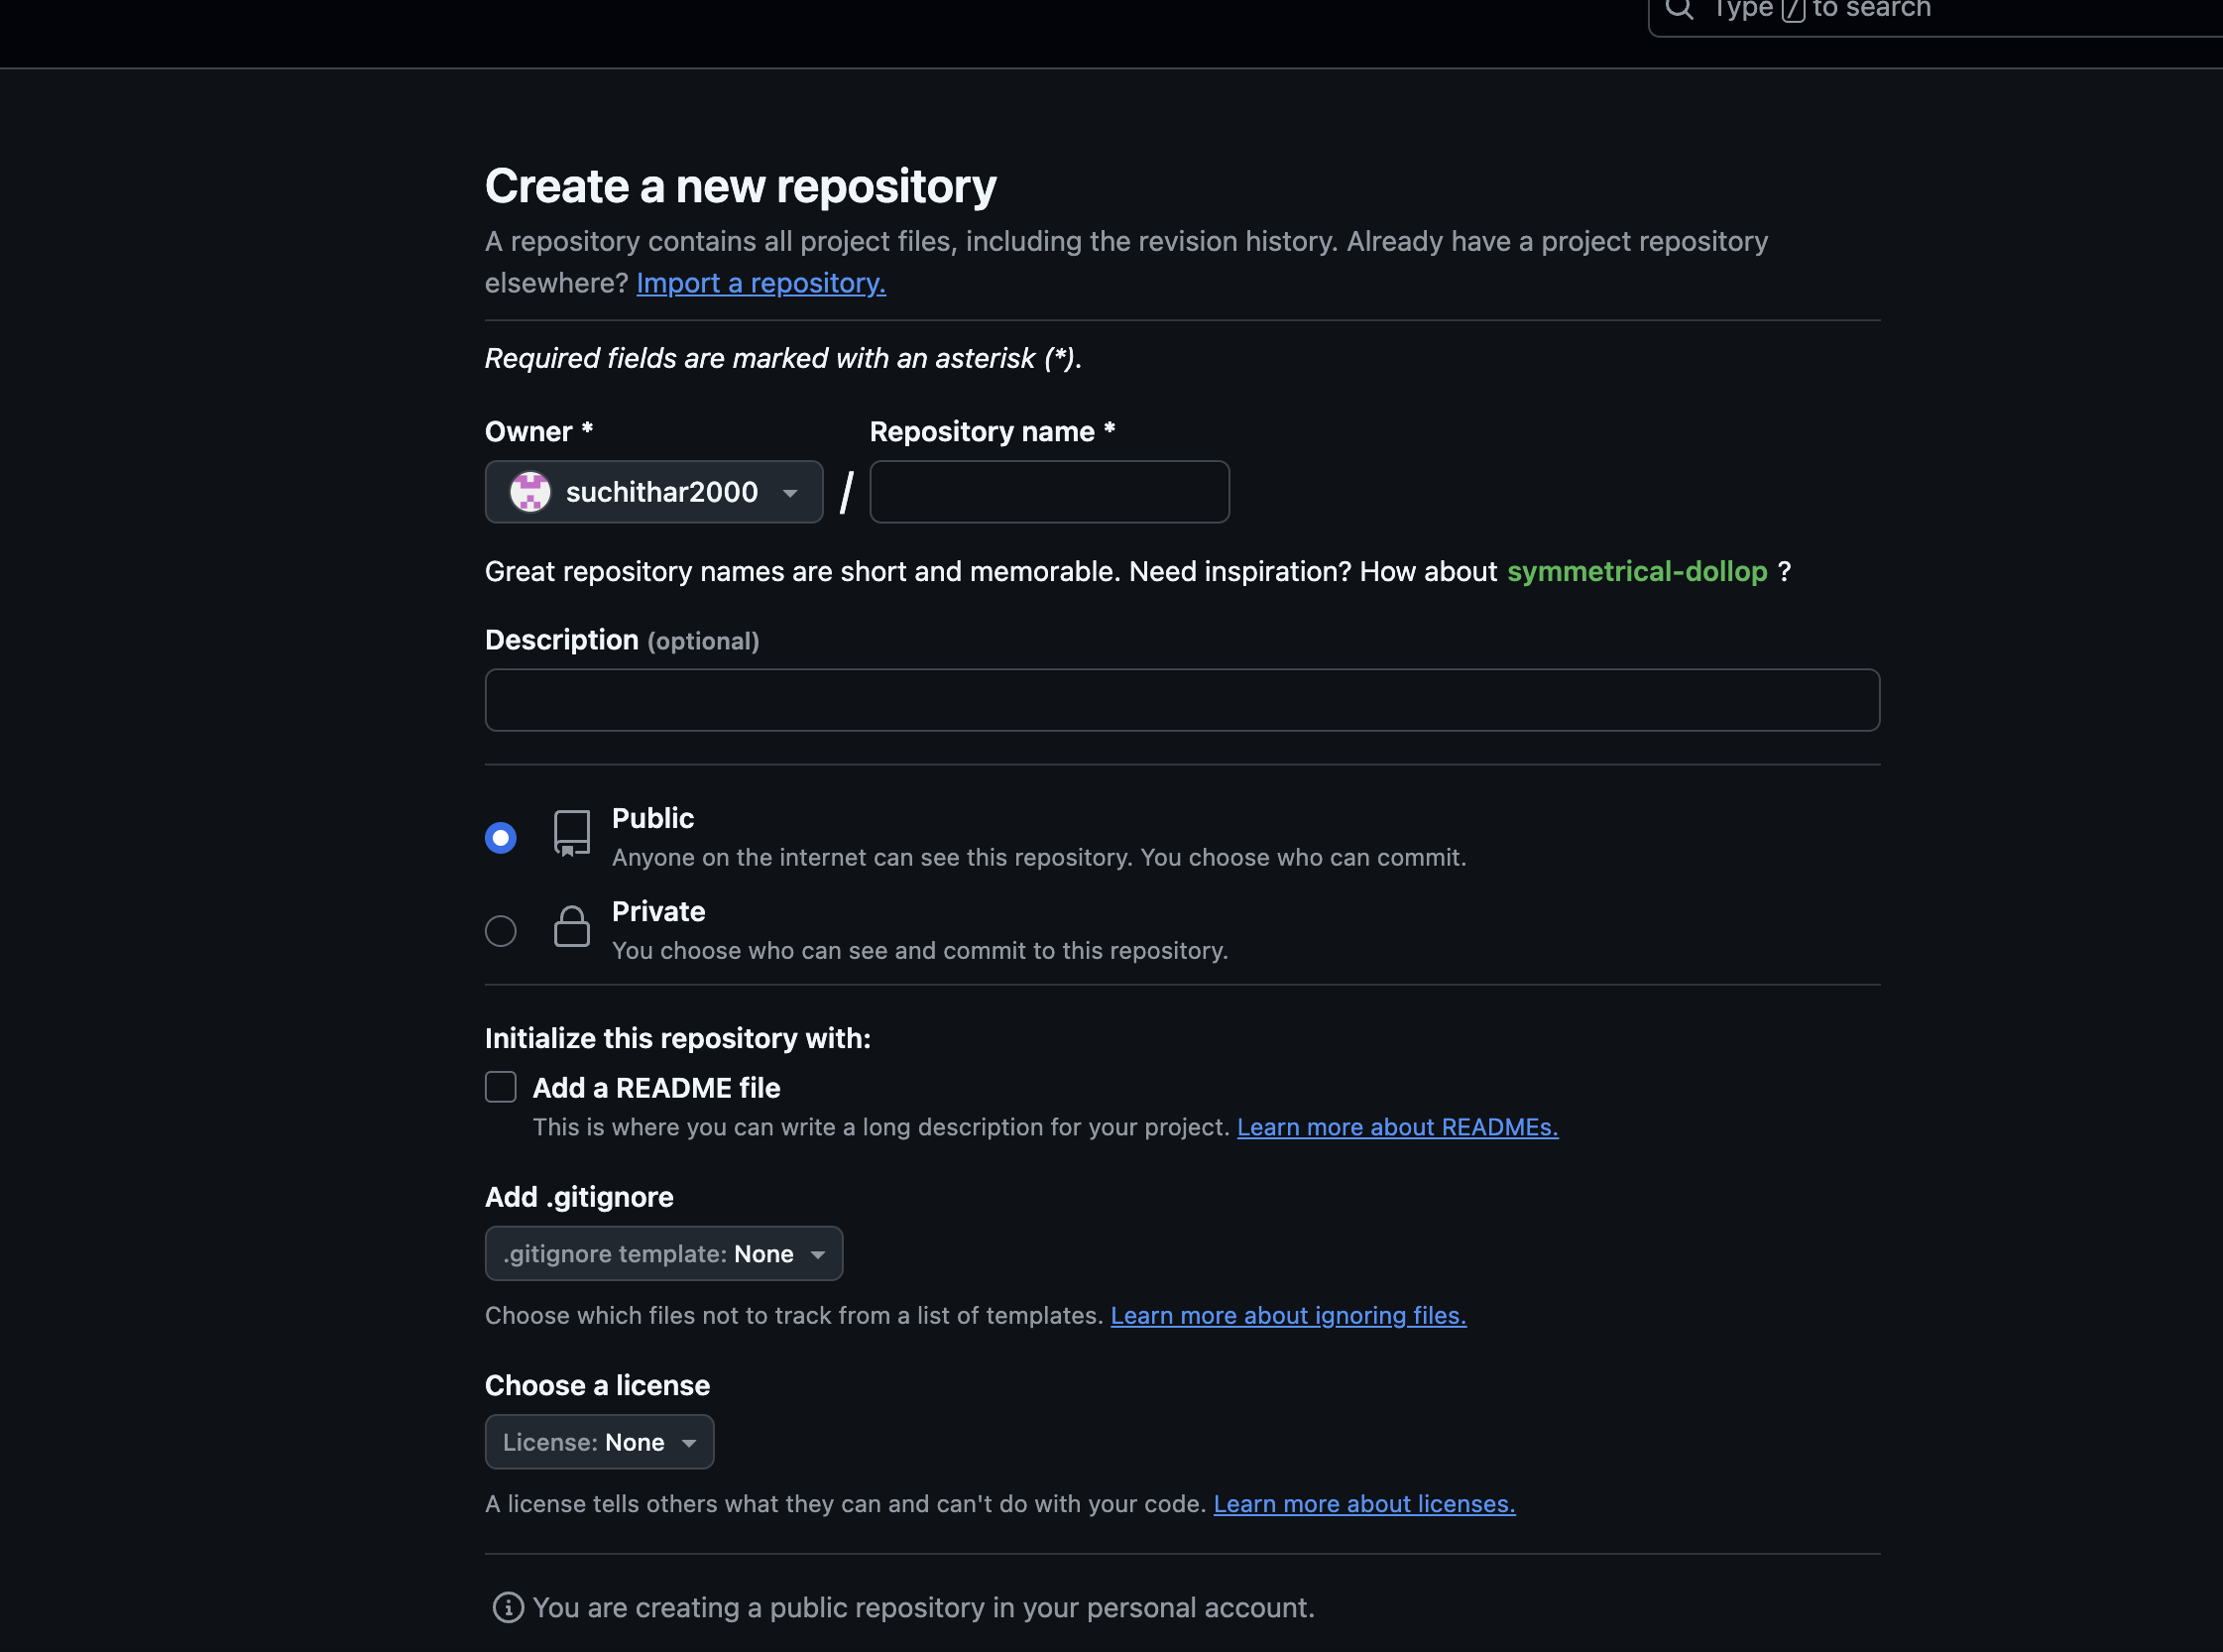 Type / to search
Create a new repository
A repository contains all project files, including the revision history. Already have a project repository
elsewhere? Import a repository.
Required fields are marked with an asterisk (*).
Owner * Repository name *
suchithar2000 /
Great repository names are short and memorable. Need inspiration? How about symmetrical-dollop ?
Description (optional)
Public
Anyone on the internet can see this repository. You choose who can commit.
Private
You choose who can see and commit to this repository.
Initialize this repository with:
Add a README file
This is where you can write a long description for your project. Learn more about READMEs.
Add .gitignore
.gitignore template: None
Choose which files not to track from a list of templates. Learn more about ignoring files.
Choose a license
License: None
A license tells others what they can and can't do with your code. Learn more about licenses.
You are creating a public repository in your personal account.